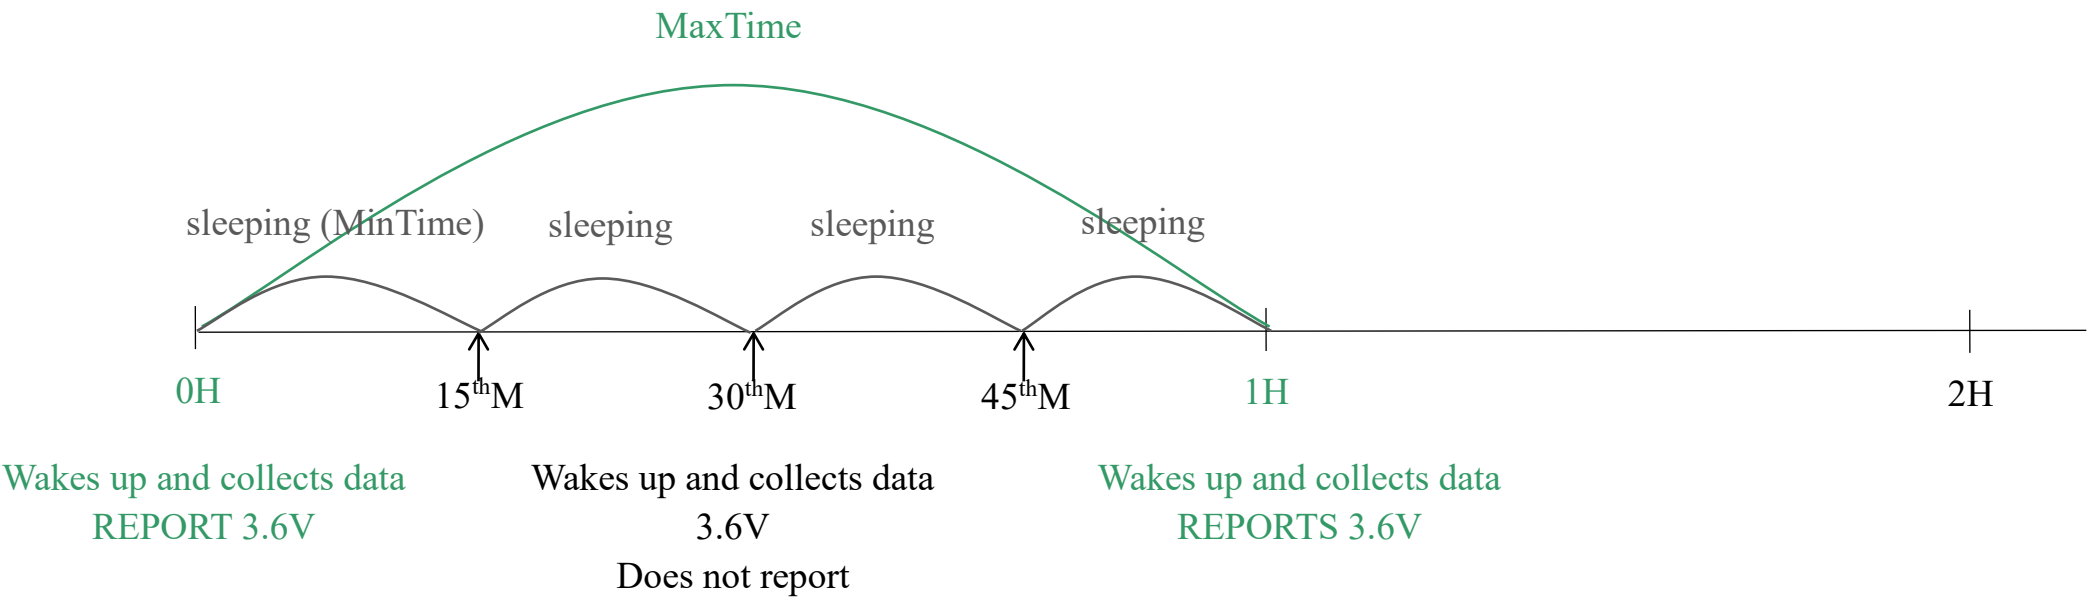 MaxTime
sleeping (MinTime)
sleeping
sleeping
sleeping
0H
15thM
30thM
45thM
1H
2H
Wakes up and collects data
REPORT 3.6V
Wakes up and collects data
3.6V
Does not report
Wakes up and collects data
REPORTS 3.6V